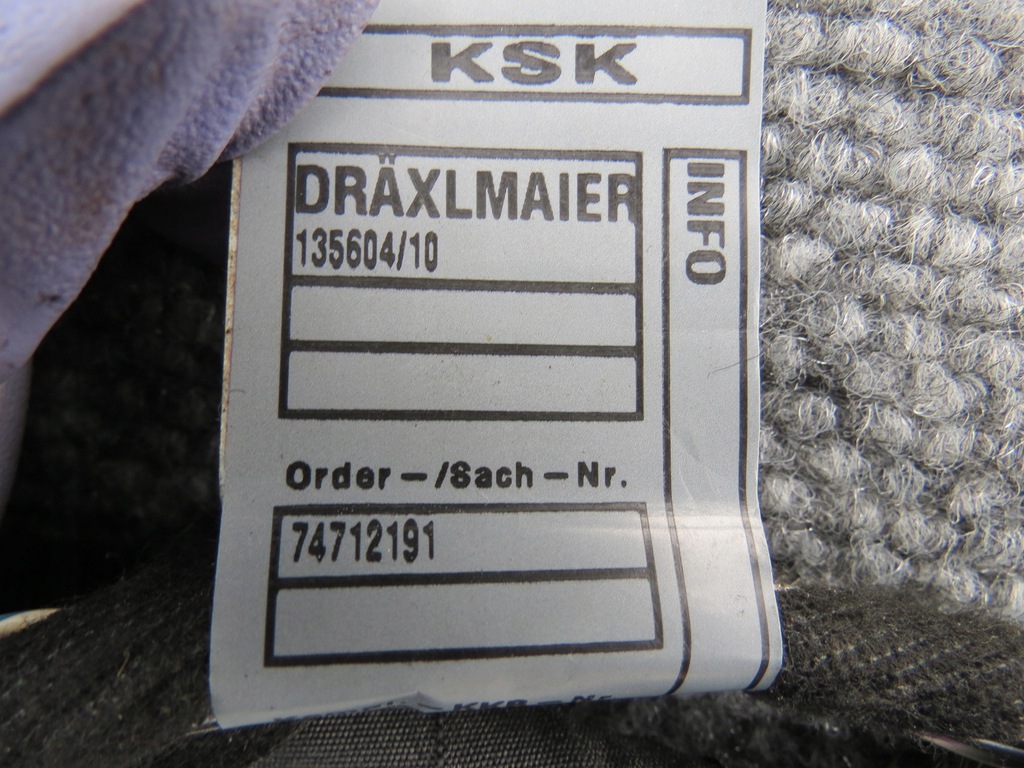 KSK
DRÄXLMAIER
135604/10
INFO
Order-/Sach-Nr.
74712191